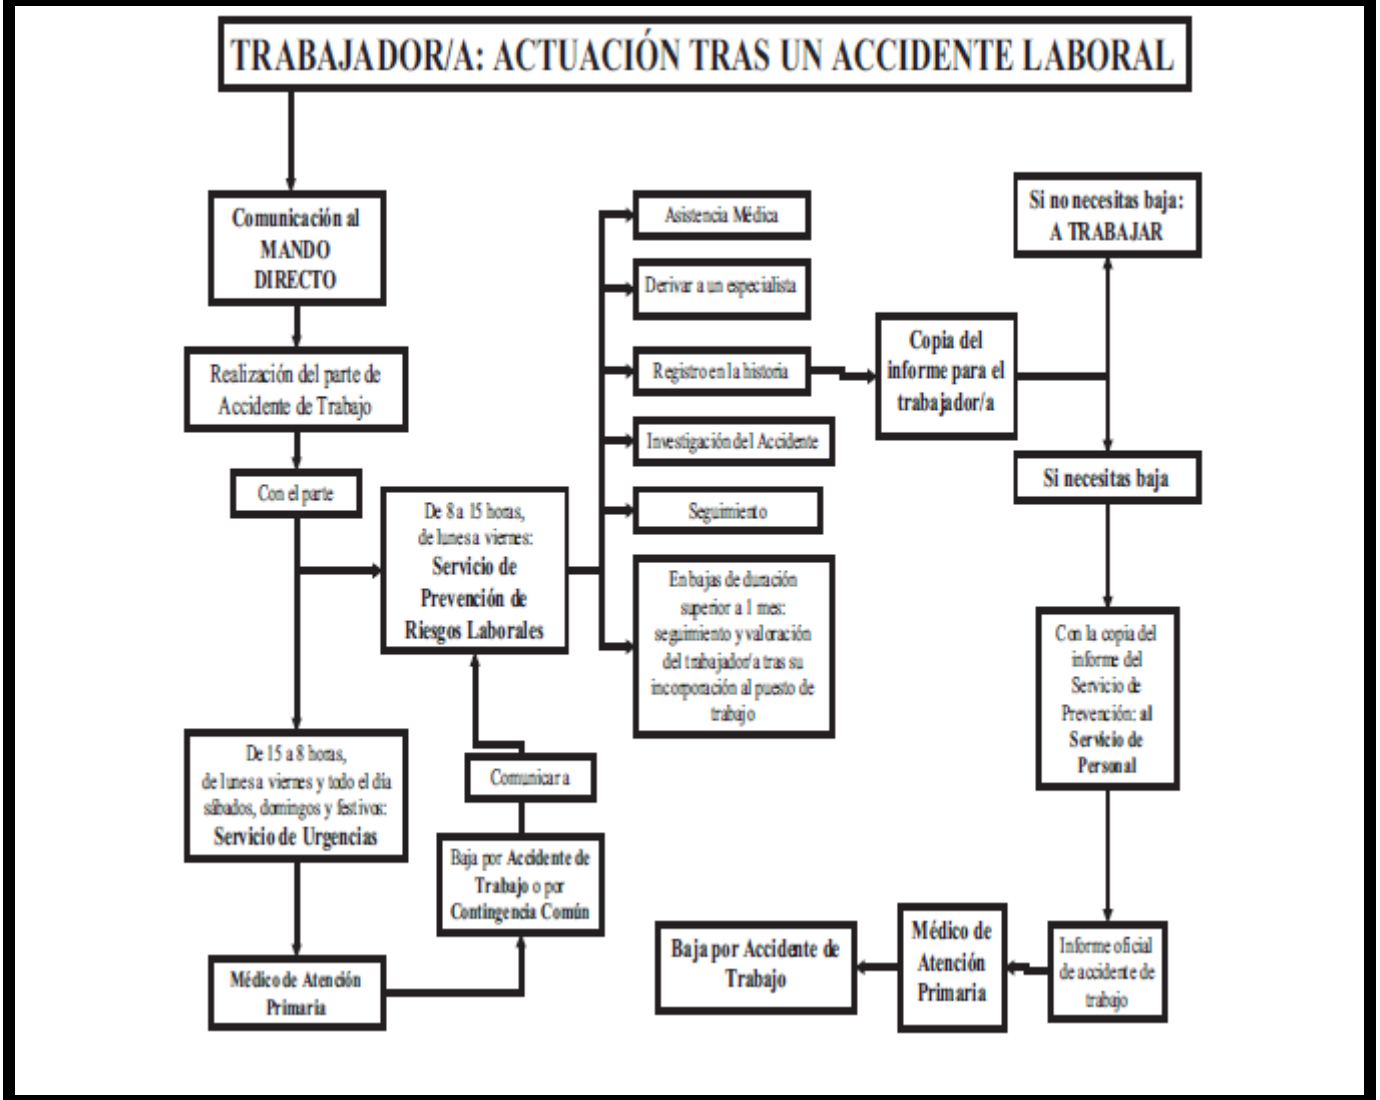 TRABAJADOR/A: ACTUACIÓN TRAS UN ACCIDENTE LABORAL
Comunicación al
MANDO
DIRECTO
Realización del parte de
Accidente de Trabajo
Con el parte
De 8 a 15 horas,
de lunes a viernes:
Servicio de
Prevención de
Riesgos Laborales
De 15 a 8 horas,
de lunes a viernes y todo el día
sábados, domingos y festivos:
Servicio de Urgencias
Médico de Atención
Primaria
Baja por Accidente de
Trabajo o por
Contingencia Común
Comunicar a
Asistencia Médica
Derivar a un especialista
Registro en la historia
Investigación del Accidente
Seguimiento
En bajas de duración
superior a 1 mes:
seguimiento y valoración
del trabajador/a tras su
incorporación al puesto de
trabajo
Copia del
informe para el
trabajador/a
Si no necesitas baja:
A TRABAJAR
Si necesitas baja
Con la copia del
informe del
Servicio de
Prevención: al
Servicio de
Personal
Informe oficial
de accidente de
trabajo
Médico de
Atención
Primaria
Baja por Accidente de
Trabajo